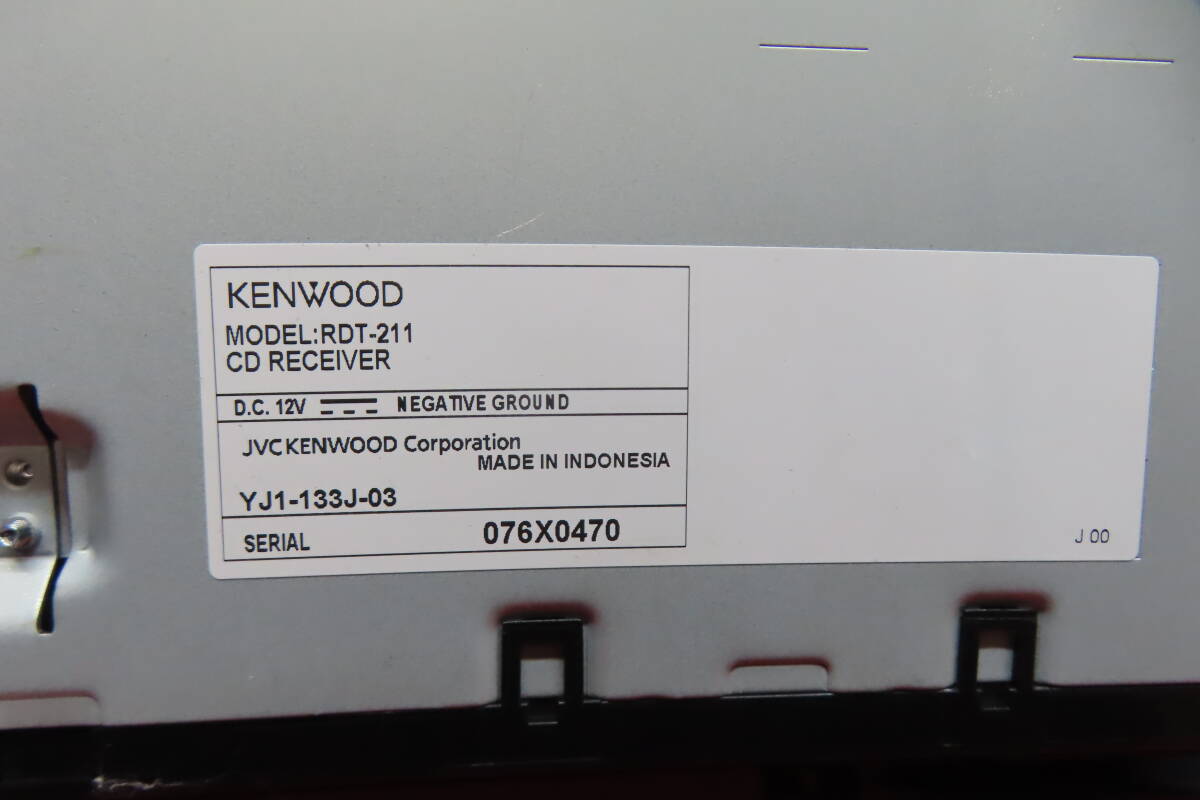 KENWOOD
MODEL:RDT-211
CD RECEIVER
D.C. 12V NEGATIVE GROUND
JVCKENWOOD Corporation
MADE IN INDONESIA
YJ1-133J-03
SERIAL 076X0470
J 00